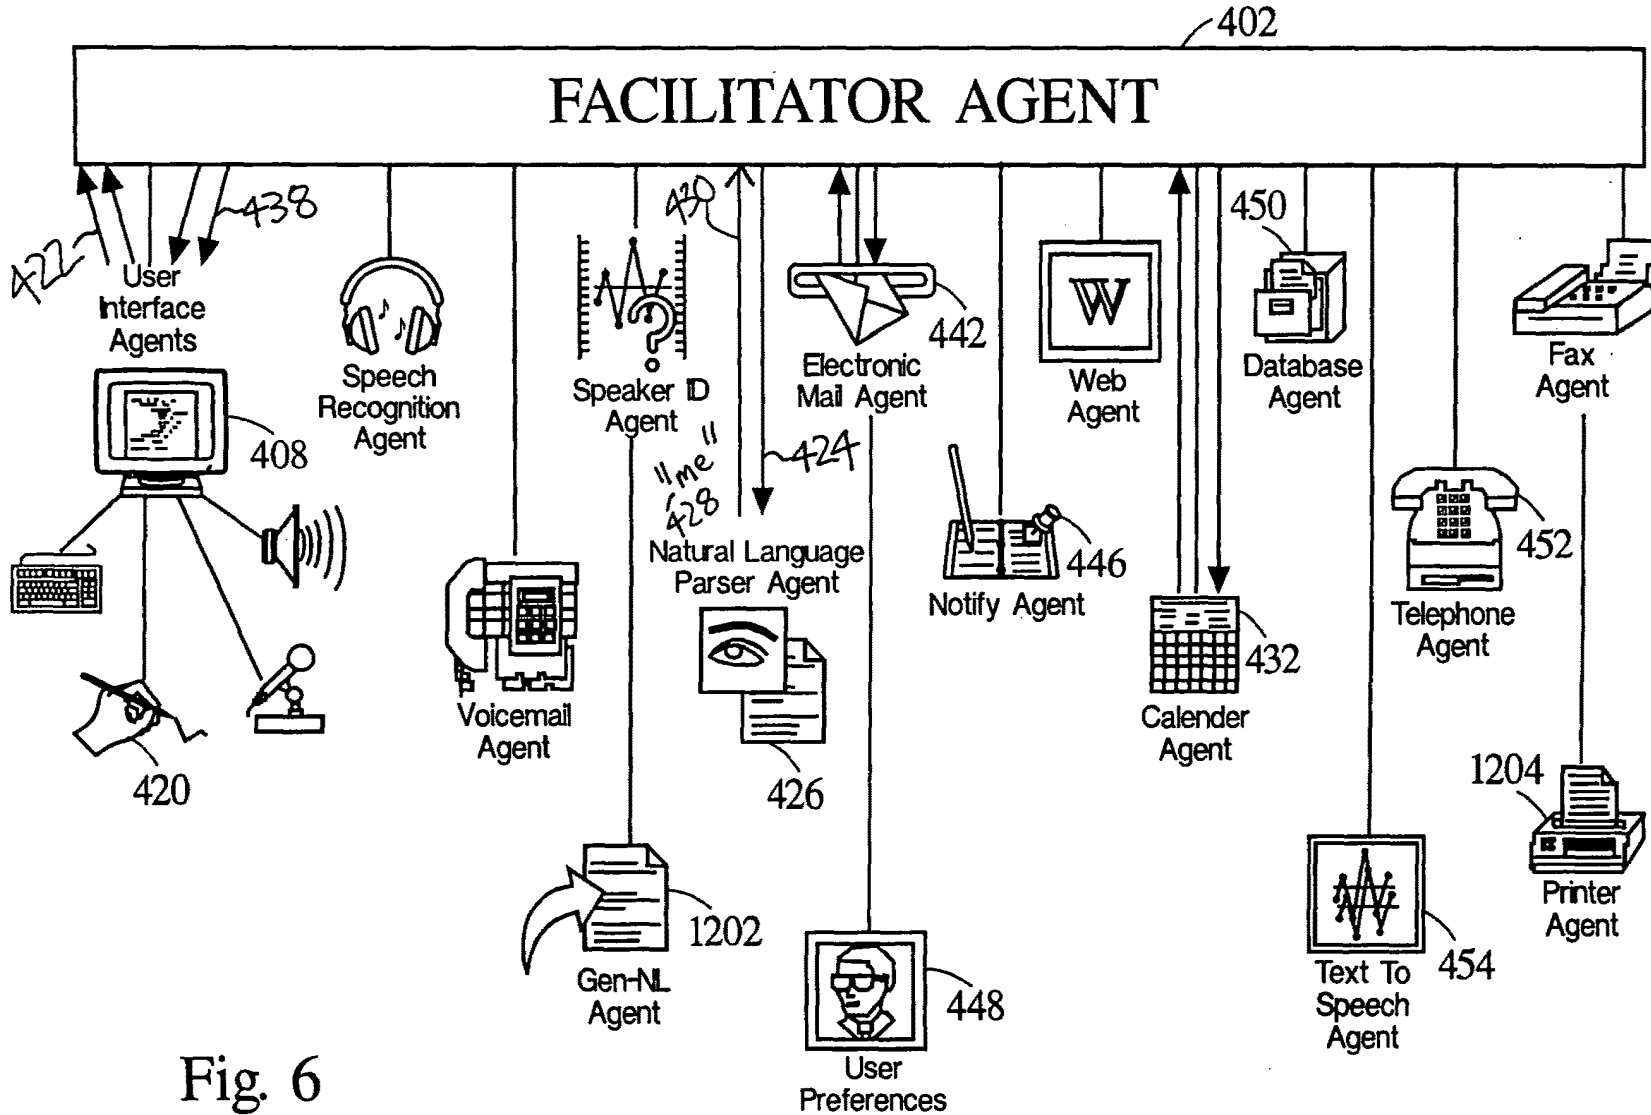 402
FACILITATOR AGENT
422
438
430
450
User
Interface
Agents
408
420
Speech
Recognition
Agent
Voicemail
Agent
Speaker ID
Agent
"me"
428
424
Natural Language
Parser Agent
426
1202
Gen-NL
Agent
442
Electronic
Mail Agent
448
User
Preferences
W
Web
Agent
446
Notify Agent
432
Calender
Agent
Database
Agent
452
Telephone
Agent
454
Text To
Speech
Agent
Fax
Agent
1204
Printer
Agent
Fig. 6